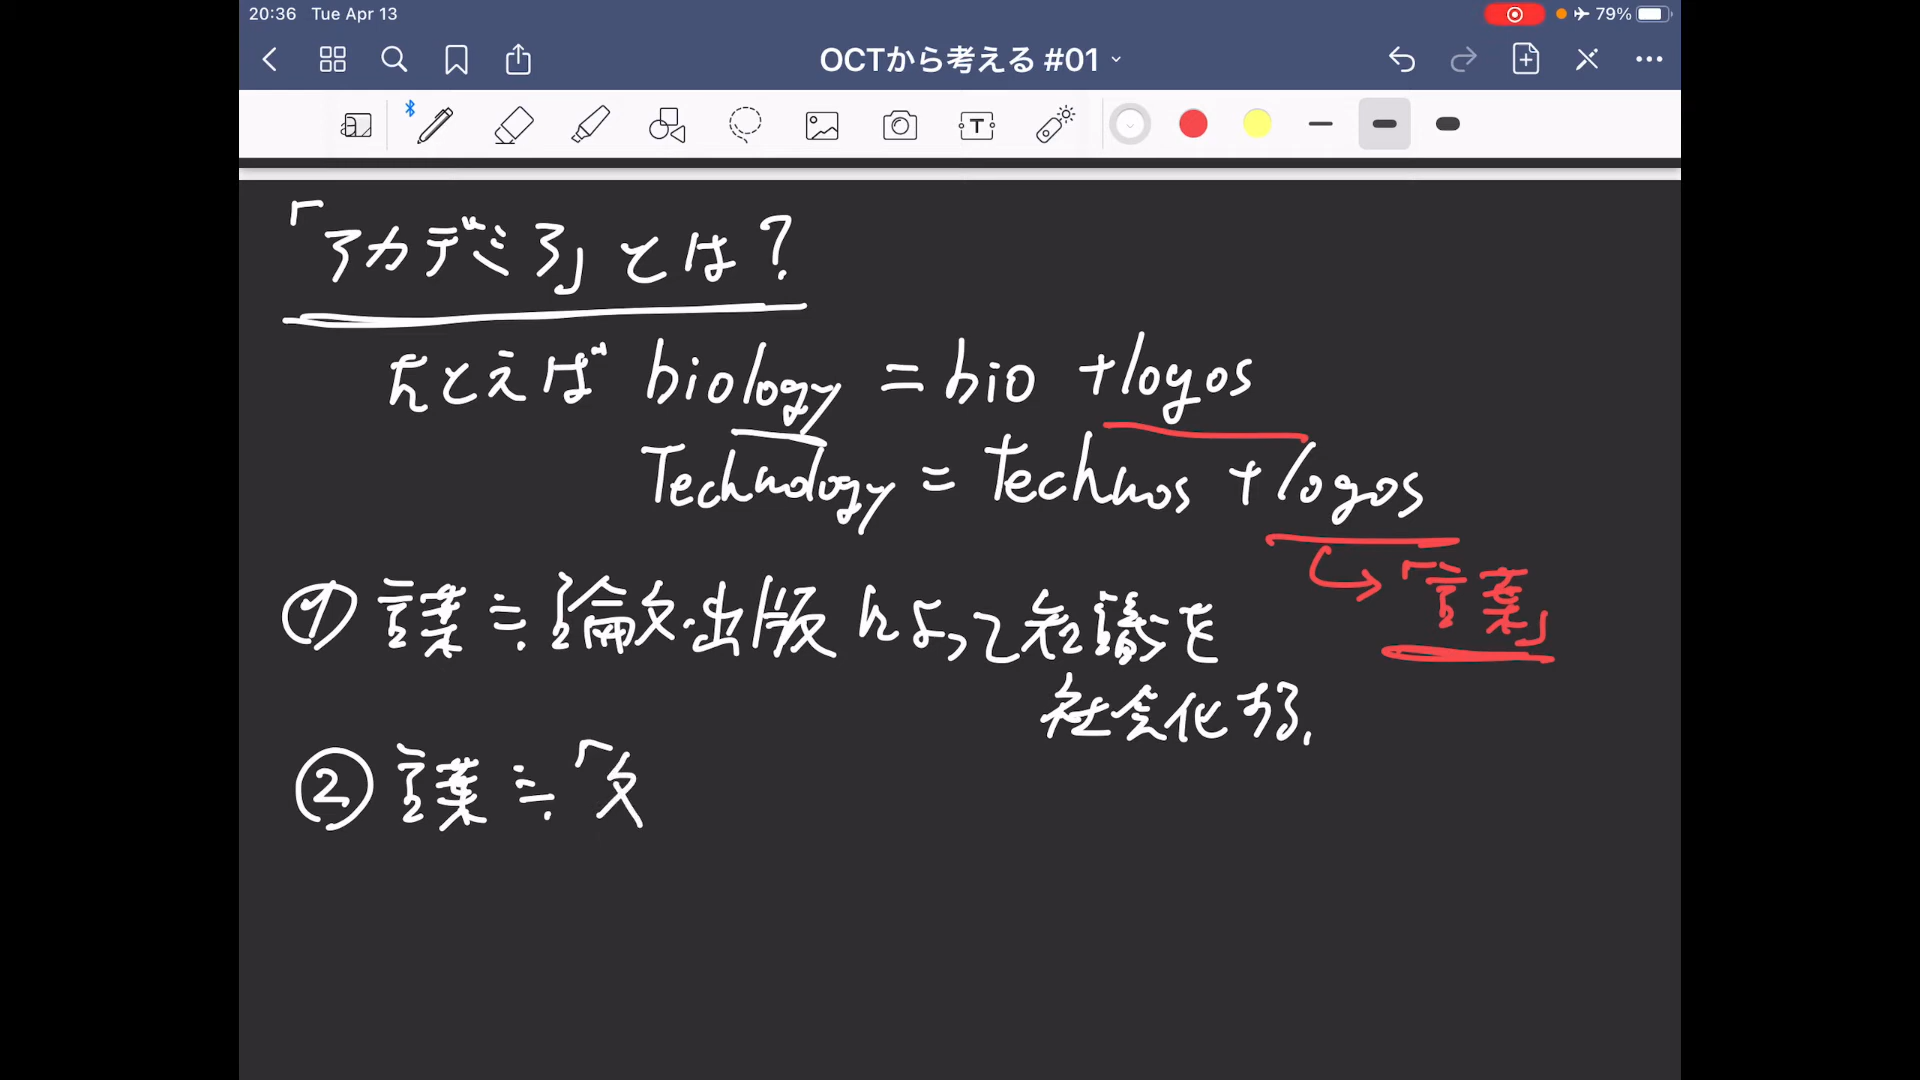 20:36 Tue Apr 13
79%
OCTから考える #01
「アカデミア」とは?
たとえば biology = bio + logos
Technology = technos + logos
「言葉」
① 言葉≒論文・出版によって知識を
社会化する.
② 言葉≒「文